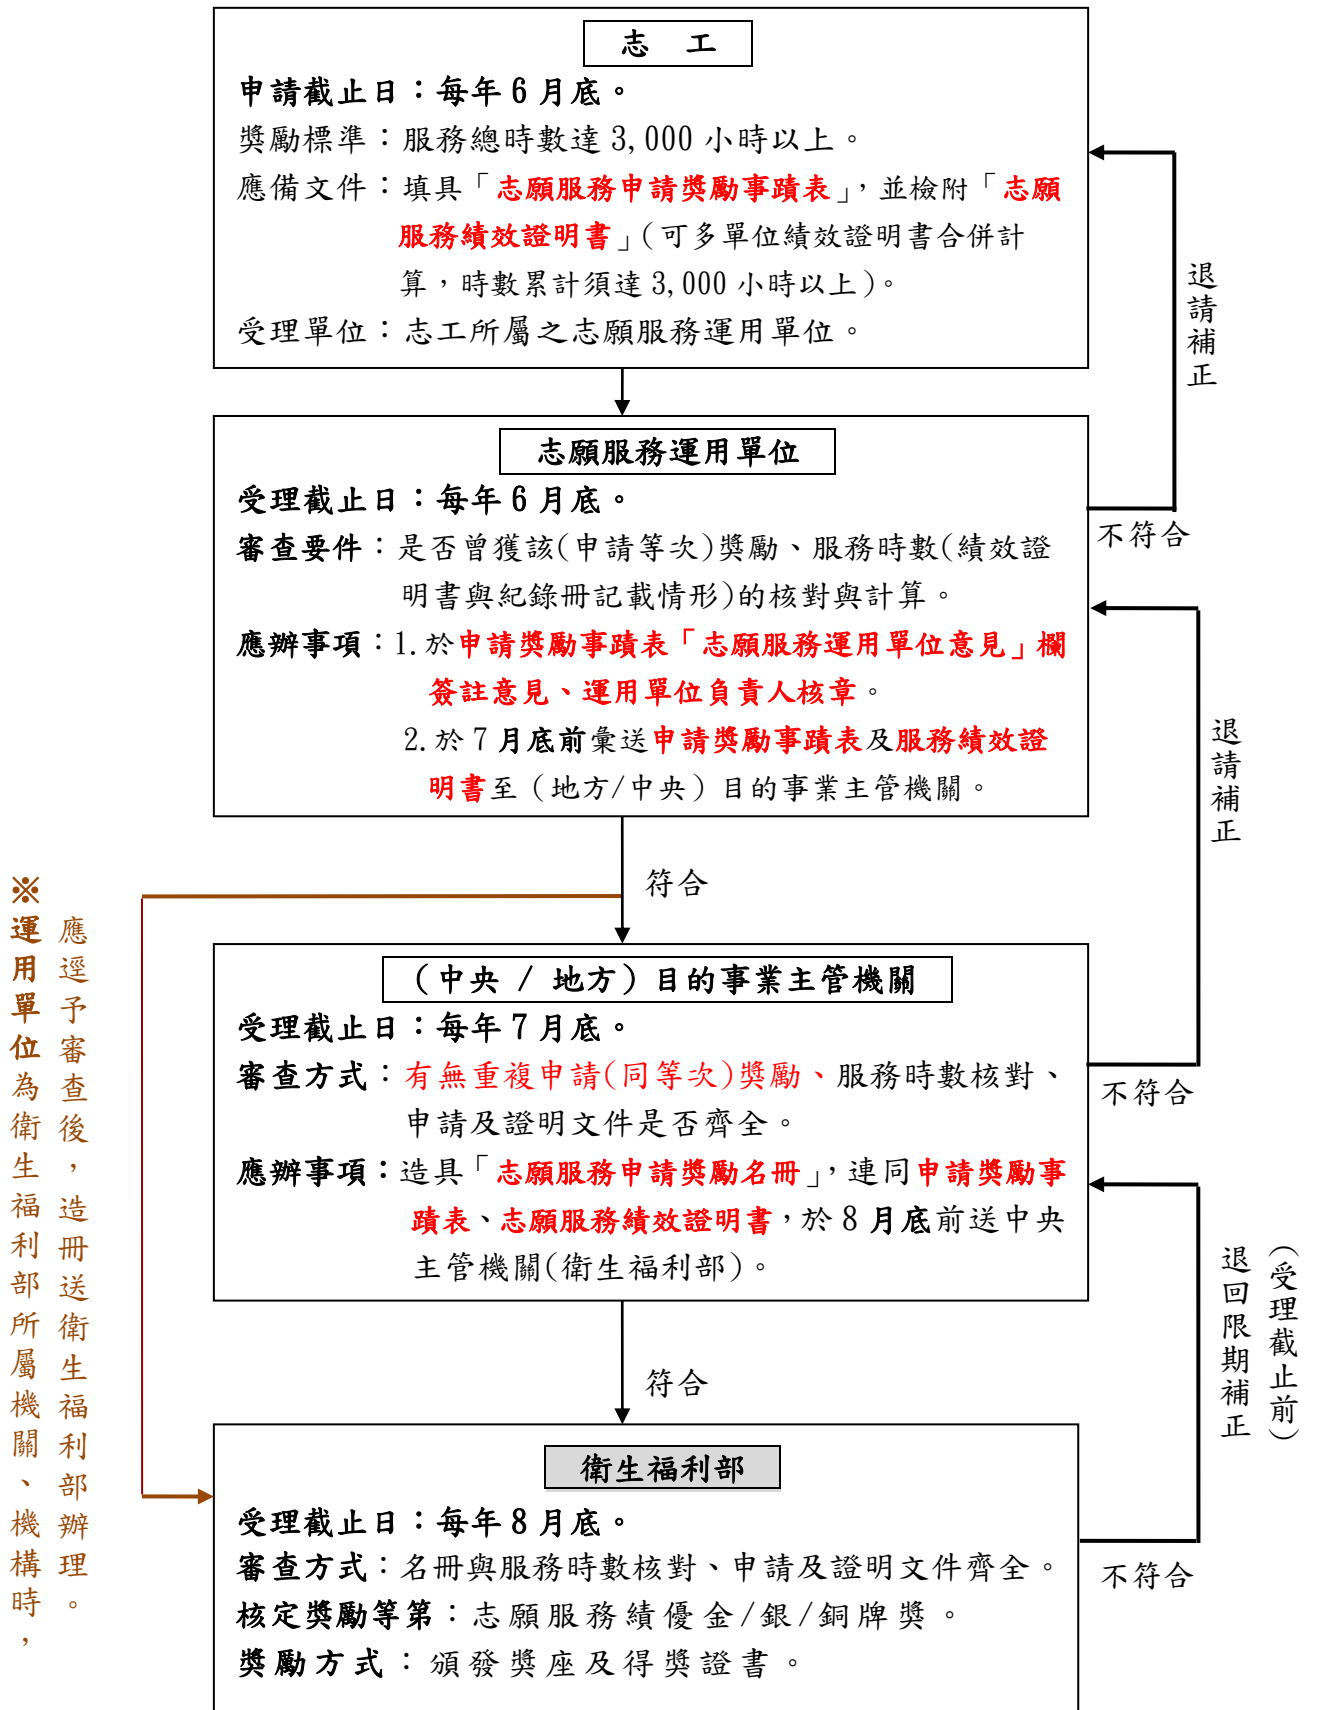 志　工
申請截止日：每年6月底。
獎勵標準：服務總時數達3,000小時以上。
應備文件：填具「志願服務申請獎勵事蹟表」，並檢附「志願
服務績效證明書」(可多單位績效證明書合併計
算，時數累計須達3,000小時以上)。
受理單位：志工所屬之志願服務運用單位。
退請補正
志願服務運用單位
受理截止日：每年6月底。
審查要件：是否曾獲該(申請等次)獎勵、服務時數(績效證
明書與紀錄冊記載情形)的核對與計算。
應辦事項：1.於申請獎勵事蹟表「志願服務運用單位意見」欄
簽註意見、運用單位負責人核章。
2.於7月底前彙送申請獎勵事蹟表及服務績效證
明書至（地方/中央）目的事業主管機關。
不符合
退請補正
符合
（中央 / 地方）目的事業主管機關
受理截止日：每年7月底。
審查方式：有無重複申請(同等次)獎勵、服務時數核對、
申請及證明文件是否齊全。
應辦事項：造具「志願服務申請獎勵名冊」，連同申請獎勵事
蹟表、志願服務績效證明書，於8月底前送中央
主管機關(衛生福利部)。
不符合
（受理截止前）
退回限期補正
符合
衛生福利部
受理截止日：每年8月底。
審查方式：名冊與服務時數核對、申請及證明文件齊全。
核定獎勵等第：志願服務績優金/銀/銅牌獎。
獎勵方式：頒發獎座及得獎證書。
不符合
※運用單位為衛生福利部所屬機關、機構時，
應逕予審查後，造冊送衛生福利部辦理。